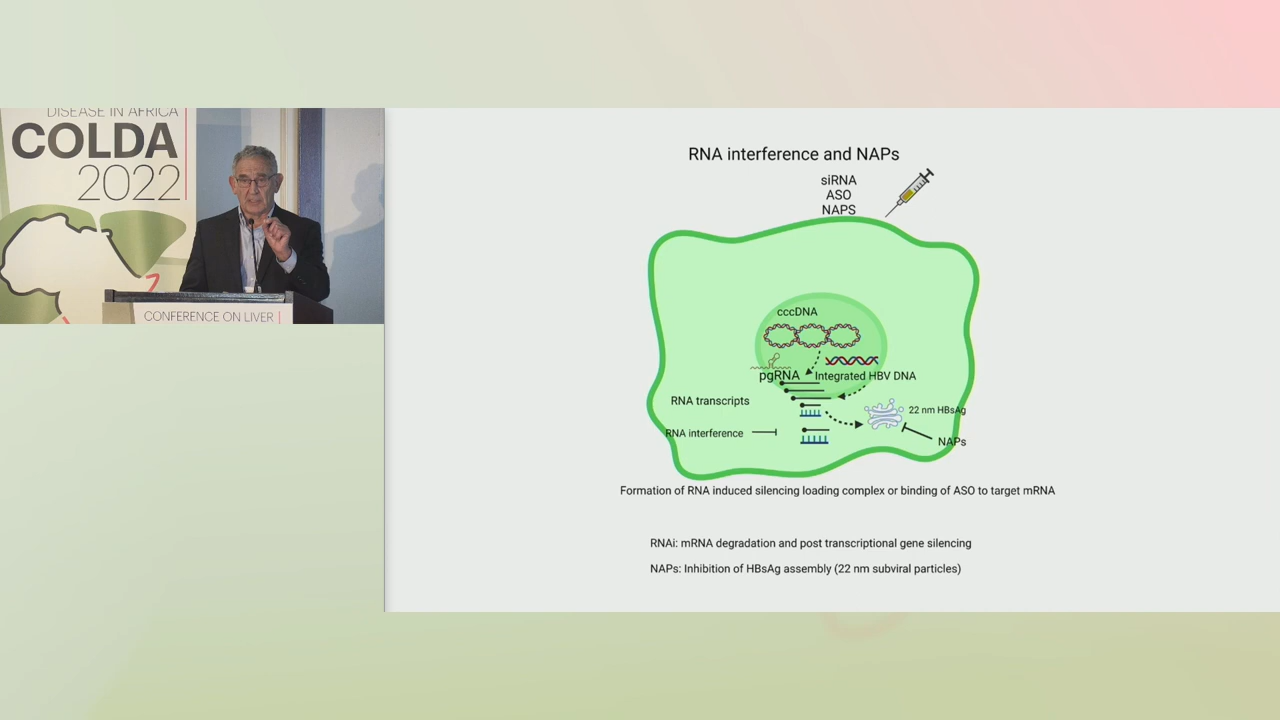 DISEASE IN AFRICA
COLDA
2022
CONFERENCE ON LIVER
RNA interference and NAPs
siRNA
ASO
NAPS
cccDNA
pgRNA
Integrated HBV DNA
RNA transcripts
22 nm HBsAg
RNA interference
NAPs
Formation of RNA induced silencing loading complex or binding of ASO to target mRNA
RNAi: mRNA degradation and post transcriptional gene silencing
NAPs: Inhibition of HBsAg assembly (22 nm subviral particles)